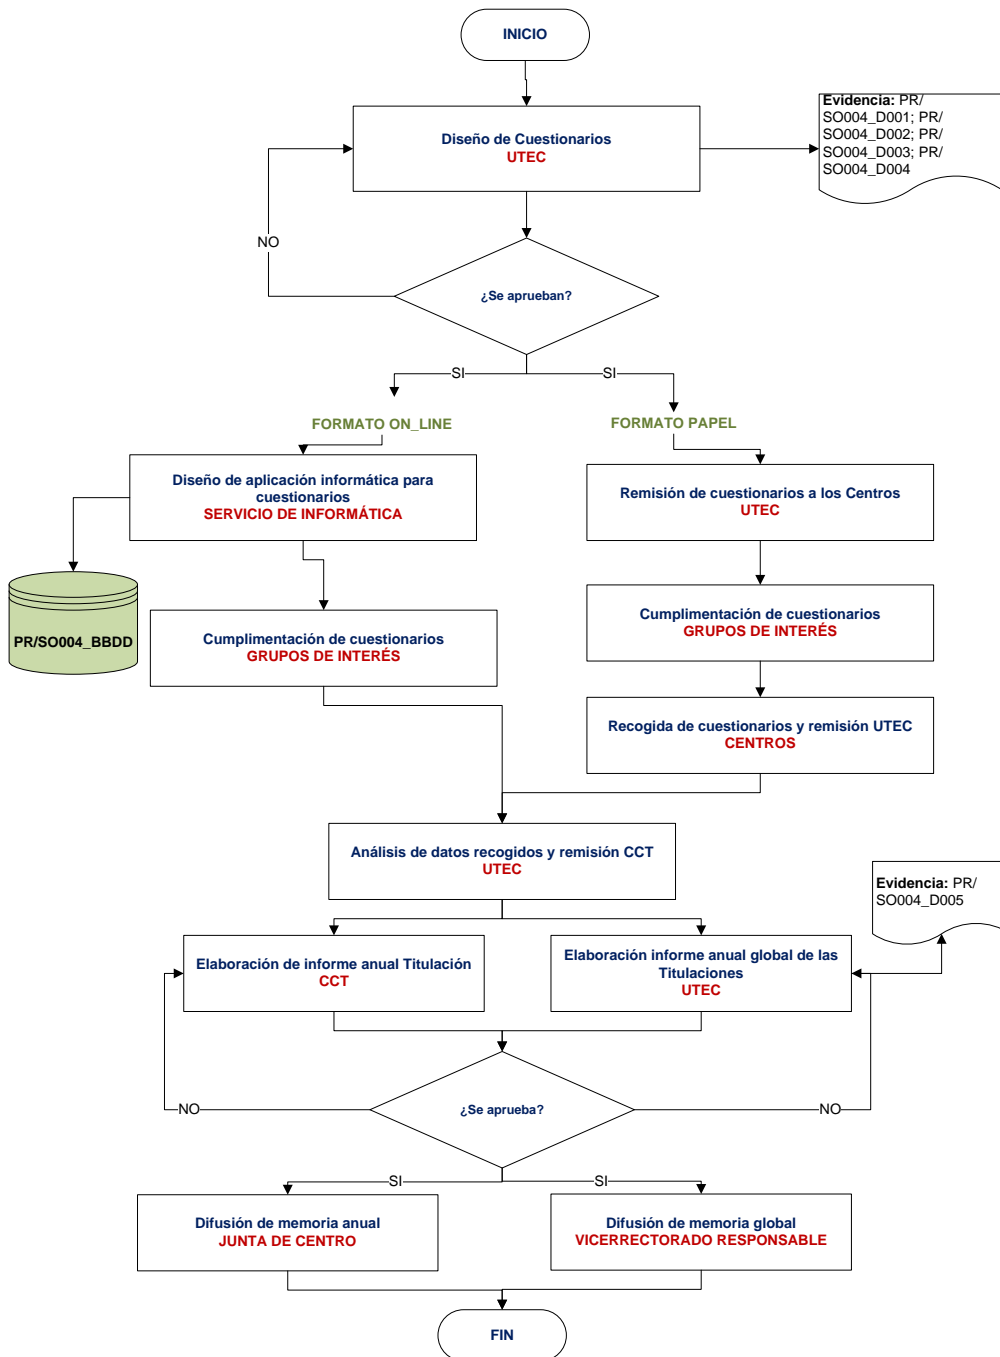 INICIO
Diseño de Cuestionarios
UTEC
Evidencia: PR/
SO004_D001; PR/
SO004_D002; PR/
SO004_D003; PR/
SO004_D004
NO
¿Se aprueban?
SI
SI
FORMATO ON_LINE
FORMATO PAPEL
Diseño de aplicación informática para
cuestionarios
SERVICIO DE INFORMÁTICA
Remisión de cuestionarios a los Centros
UTEC
PR/SO004_BBDD
Cumplimentación de cuestionarios
GRUPOS DE INTERÉS
Cumplimentación de cuestionarios
GRUPOS DE INTERÉS
Recogida de cuestionarios y remisión UTEC
CENTROS
Análisis de datos recogidos y remisión CCT
UTEC
Evidencia: PR/
SO004_D005
Elaboración de informe anual Titulación
CCT
Elaboración informe anual global de las
Titulaciones
UTEC
NO
¿Se aprueba?
NO
SI
SI
Difusión de memoria anual
JUNTA DE CENTRO
Difusión de memoria global
VICERRECTORADO RESPONSABLE
FIN